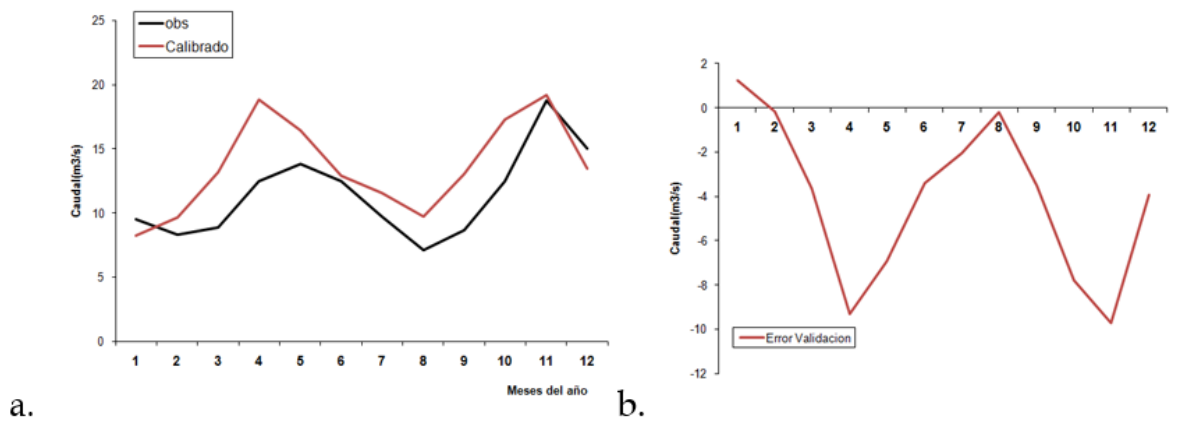 obs
Calibrado
Caudal(m3/s)
25
20
15
10
5
0
1 2 3 4 5 6 7 8 9 10 11 12
Meses del año
a.
Caudal(m3/s)
2
0
-2
-4
-6
-8
-10
-12
1 2 3 4 5 6 7 8 9 10 11 12
Error Validacion
b.